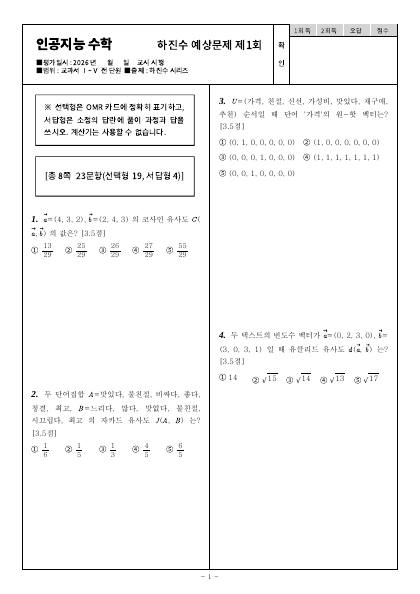 인공지능 수학
하진수 예상문제 제1회
■평가일시 : 2026 년 월 일 교시 시행
■범위 : 교과서 Ⅰ~Ⅴ 전 단원 ■출제 : 하진수 시리즈
확
인
1회독 2회독 오답 점수
※ 선택형은 OMR 카드에 정확히 표기하고,
서답형은 소정의 답란에 풀이 과정과 답을
쓰시오. 계산기는 사용할 수 없습니다.
[총 8쪽 23문항(선택형 19, 서답형 4)]
1. a⃗=(4, 3, 2), b⃗=(2, 4, 3) 의 코사인 유사도 C(
a⃗, b⃗) 의 값은? [3.5점]
① 13/29 ② 25/29 ③ 26/29 ④ 27/29 ⑤ 55/29
2. 두 단어집합 A=맛있다, 불친절, 비싸다, 좋다,
청결, 최고, B=느리다, 많다, 맛없다, 불친절,
시끄럽다, 최고 의 자카드 유사도 J(A, B) 는?
[3.5점]
① 1/6 ② 1/5 ③ 1/3 ④ 4/5 ⑤ 6/5
3. U=(가격, 친절, 신선, 가성비, 맛있다, 재구매,
추천) 순서일 때 단어 '가격'의 원-핫 벡터는?
[3.5점]
① (0, 1, 0, 0, 0, 0, 0) ② (1, 0, 0, 0, 0, 0, 0)
③ (0, 0, 0, 1, 0, 0, 0) ④ (1, 1, 1, 1, 1, 1, 1)
⑤ (0, 0, 1, 0, 0, 0, 0)
4. 두 텍스트의 빈도수 벡터가 a⃗=(0, 2, 3, 0), b⃗=
(3, 0, 3, 1) 일 때 유클리드 유사도 d(a⃗, b⃗) 는?
[3.5점]
① 14 ② √15 ③ √14 ④ √13 ⑤ √17
- 1 -